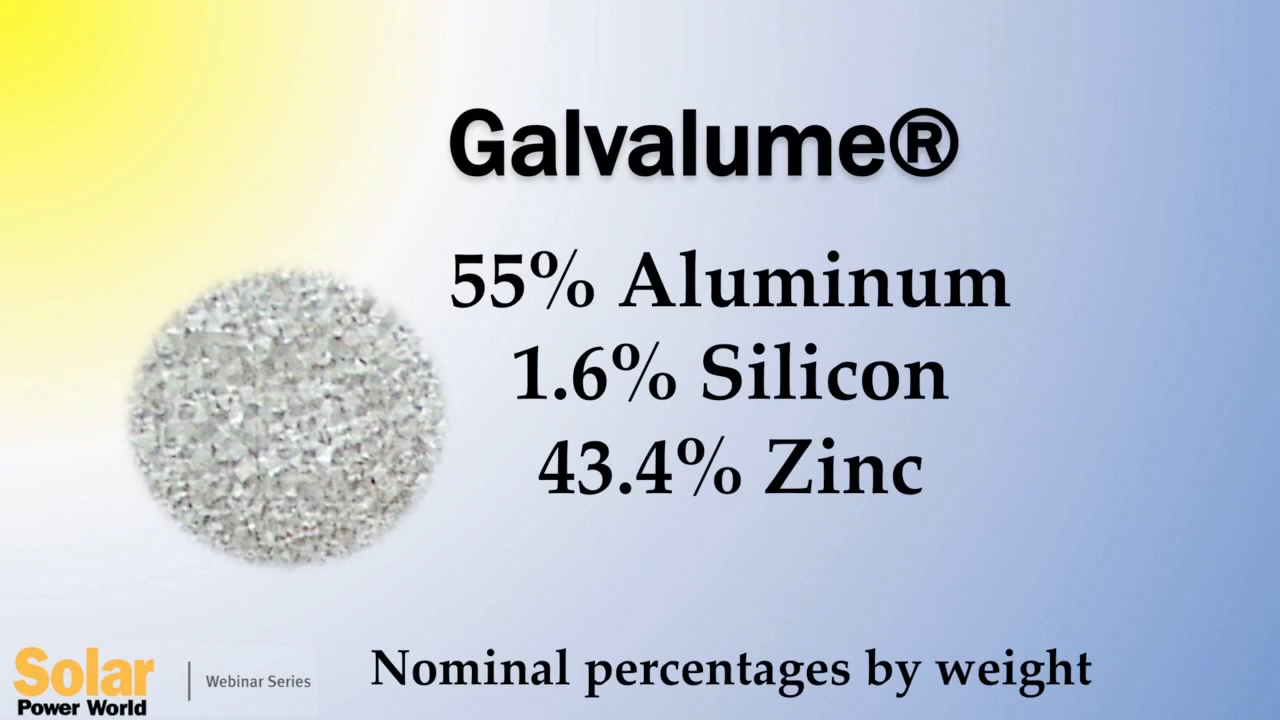 Galvalume®
55% Aluminum
1.6% Silicon
43.4% Zinc
Nominal percentages by weight
Solar
Power World
Webinar Series